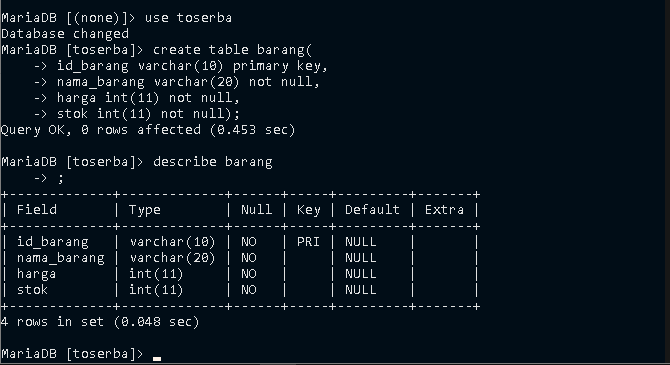 MariaDB [(none)]> use toserba
Database changed
MariaDB [toserba]> create table barang(
    -> id_barang varchar(10) primary key,
    -> nama_barang varchar(20) not null,
    -> harga int(11) not null,
    -> stok int(11) not null);
Query OK, 0 rows affected (0.453 sec)

MariaDB [toserba]> describe barang
    -> ;
+-------------+-------------+------+-----+---------+-------+
| Field       | Type        | Null | Key | Default | Extra |
+-------------+-------------+------+-----+---------+-------+
| id_barang   | varchar(10) | NO   | PRI | NULL    |       |
| nama_barang | varchar(20) | NO   |     | NULL    |       |
| harga       | int(11)     | NO   |     | NULL    |       |
| stok        | int(11)     | NO   |     | NULL    |       |
+-------------+-------------+------+-----+---------+-------+
4 rows in set (0.048 sec)

MariaDB [toserba]>